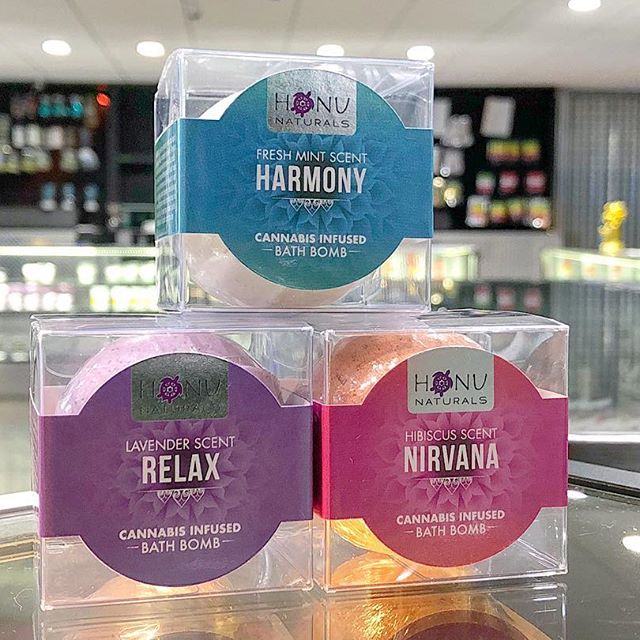 HONU
NATURALS
FRESH MINT SCENT
HARMONY
CANNABIS INFUSED
BATH BOMB
HONU
NATURALS
LAVENDER SCENT
RELAX
CANNABIS INFUSED
BATH BOMB
HONU
NATURALS
HIBISCUS SCENT
NIRVANA
CANNABIS INFUSED
BATH BOMB